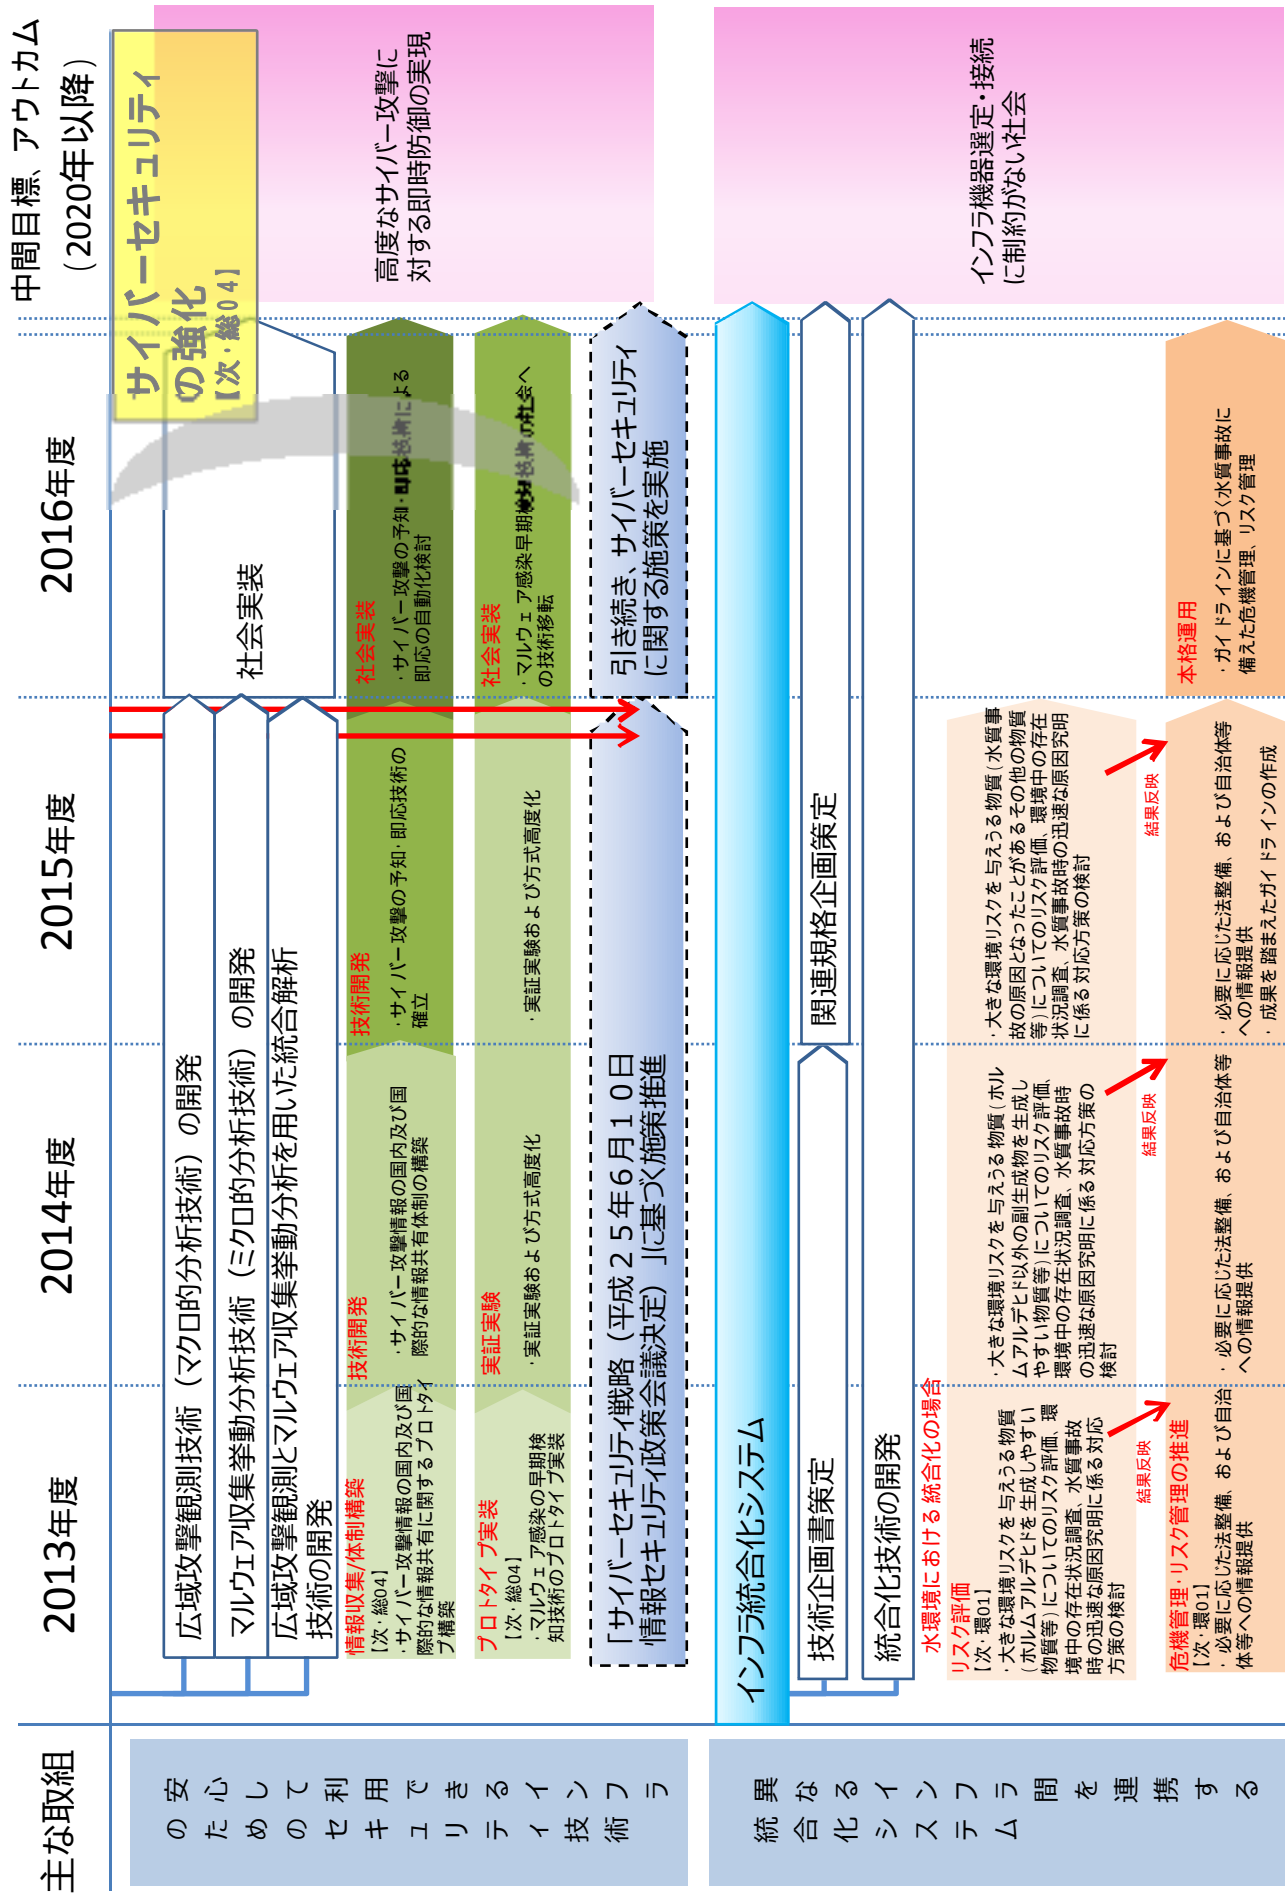 主な取組
2013年度
2014年度
2015年度
2016年度
中間目標、アウトカム
(2020年以降)
安心して利用できるインフラ
のためのセキュリティ技術
サイバーセキュリティ
の強化
【次・総04】
広域攻撃観測技術（マクロ的分析技術）の開発
マルウェア収集挙動分析技術（ミクロ的分析技術）の開発
広域攻撃観測とマルウェア収集挙動分析を用いた統合解析
技術の開発
社会実装
高度なサイバー攻撃に
対する即時防御の実現
情報収集/体制構築
【次・総04】
・サイバー攻撃情報の国内及び国
際的な情報共有に関するプロトタイ
プ構築
技術開発
・サイバー攻撃情報の国内及び国
際的な情報共有体制の構築
技術開発
・サイバー攻撃の予知・即応技術の
確立
社会実装
・サイバー攻撃の予知・即応技術による
即応の自動化検討
プロトタイプ実装
【次・総04】
・マルウェア感染の早期検
知技術のプロトタイプ実装
実証実験
・実証実験および方式高度化
・実証実験および方式高度化
社会実装
・マルウェア感染早期検知技術の社会へ
の技術移転
「サイバーセキュリティ戦略（平成２５年６月１０日
情報セキュリティ政策会議決定）」に基づく施策推進
引き続き、サイバーセキュリティ
に関する施策を実施
異なるインフラ間を連携する
統合化システム
インフラ統合化システム
技術企画書策定
関連規格企画策定
統合化技術の開発
インフラ機器選定・接続
に制約がない社会
水環境における統合化の場合
リスク評価
【次・環01】
・大きな環境リスクを与えうる物質
（ホルムアルデヒドを生成しやすい
物質等）についてのリスク評価、環
境中の存在状況調査、水質事故
時の迅速な原因究明に係る対応
方策の検討
・大きな環境リスクを与えうる物質（ホル
ムアルデヒド以外の副生成物を生成し
やすい物質等）についてのリスク評価、
環境中の存在状況調査、水質事故時
の迅速な原因究明に係る対応方策の
検討
・大きな環境リスクを与えうる物質（水質事
故の原因となったことがあるその他の物質
等）についてのリスク評価、環境中の存在
状況調査、水質事故時の迅速な原因究明
に係る対応方策の検討
結果反映
結果反映
結果反映
危機管理・リスク管理の推進
【次・環01】
・必要に応じた法整備、および自治
体等への情報提供
・必要に応じた法整備、および自治体等
への情報提供
・必要に応じた法整備、および自治体等
への情報提供
・成果を踏まえたガイドラインの作成
本格運用
・ガイドラインに基づく水質事故に
備えた危機管理、リスク管理